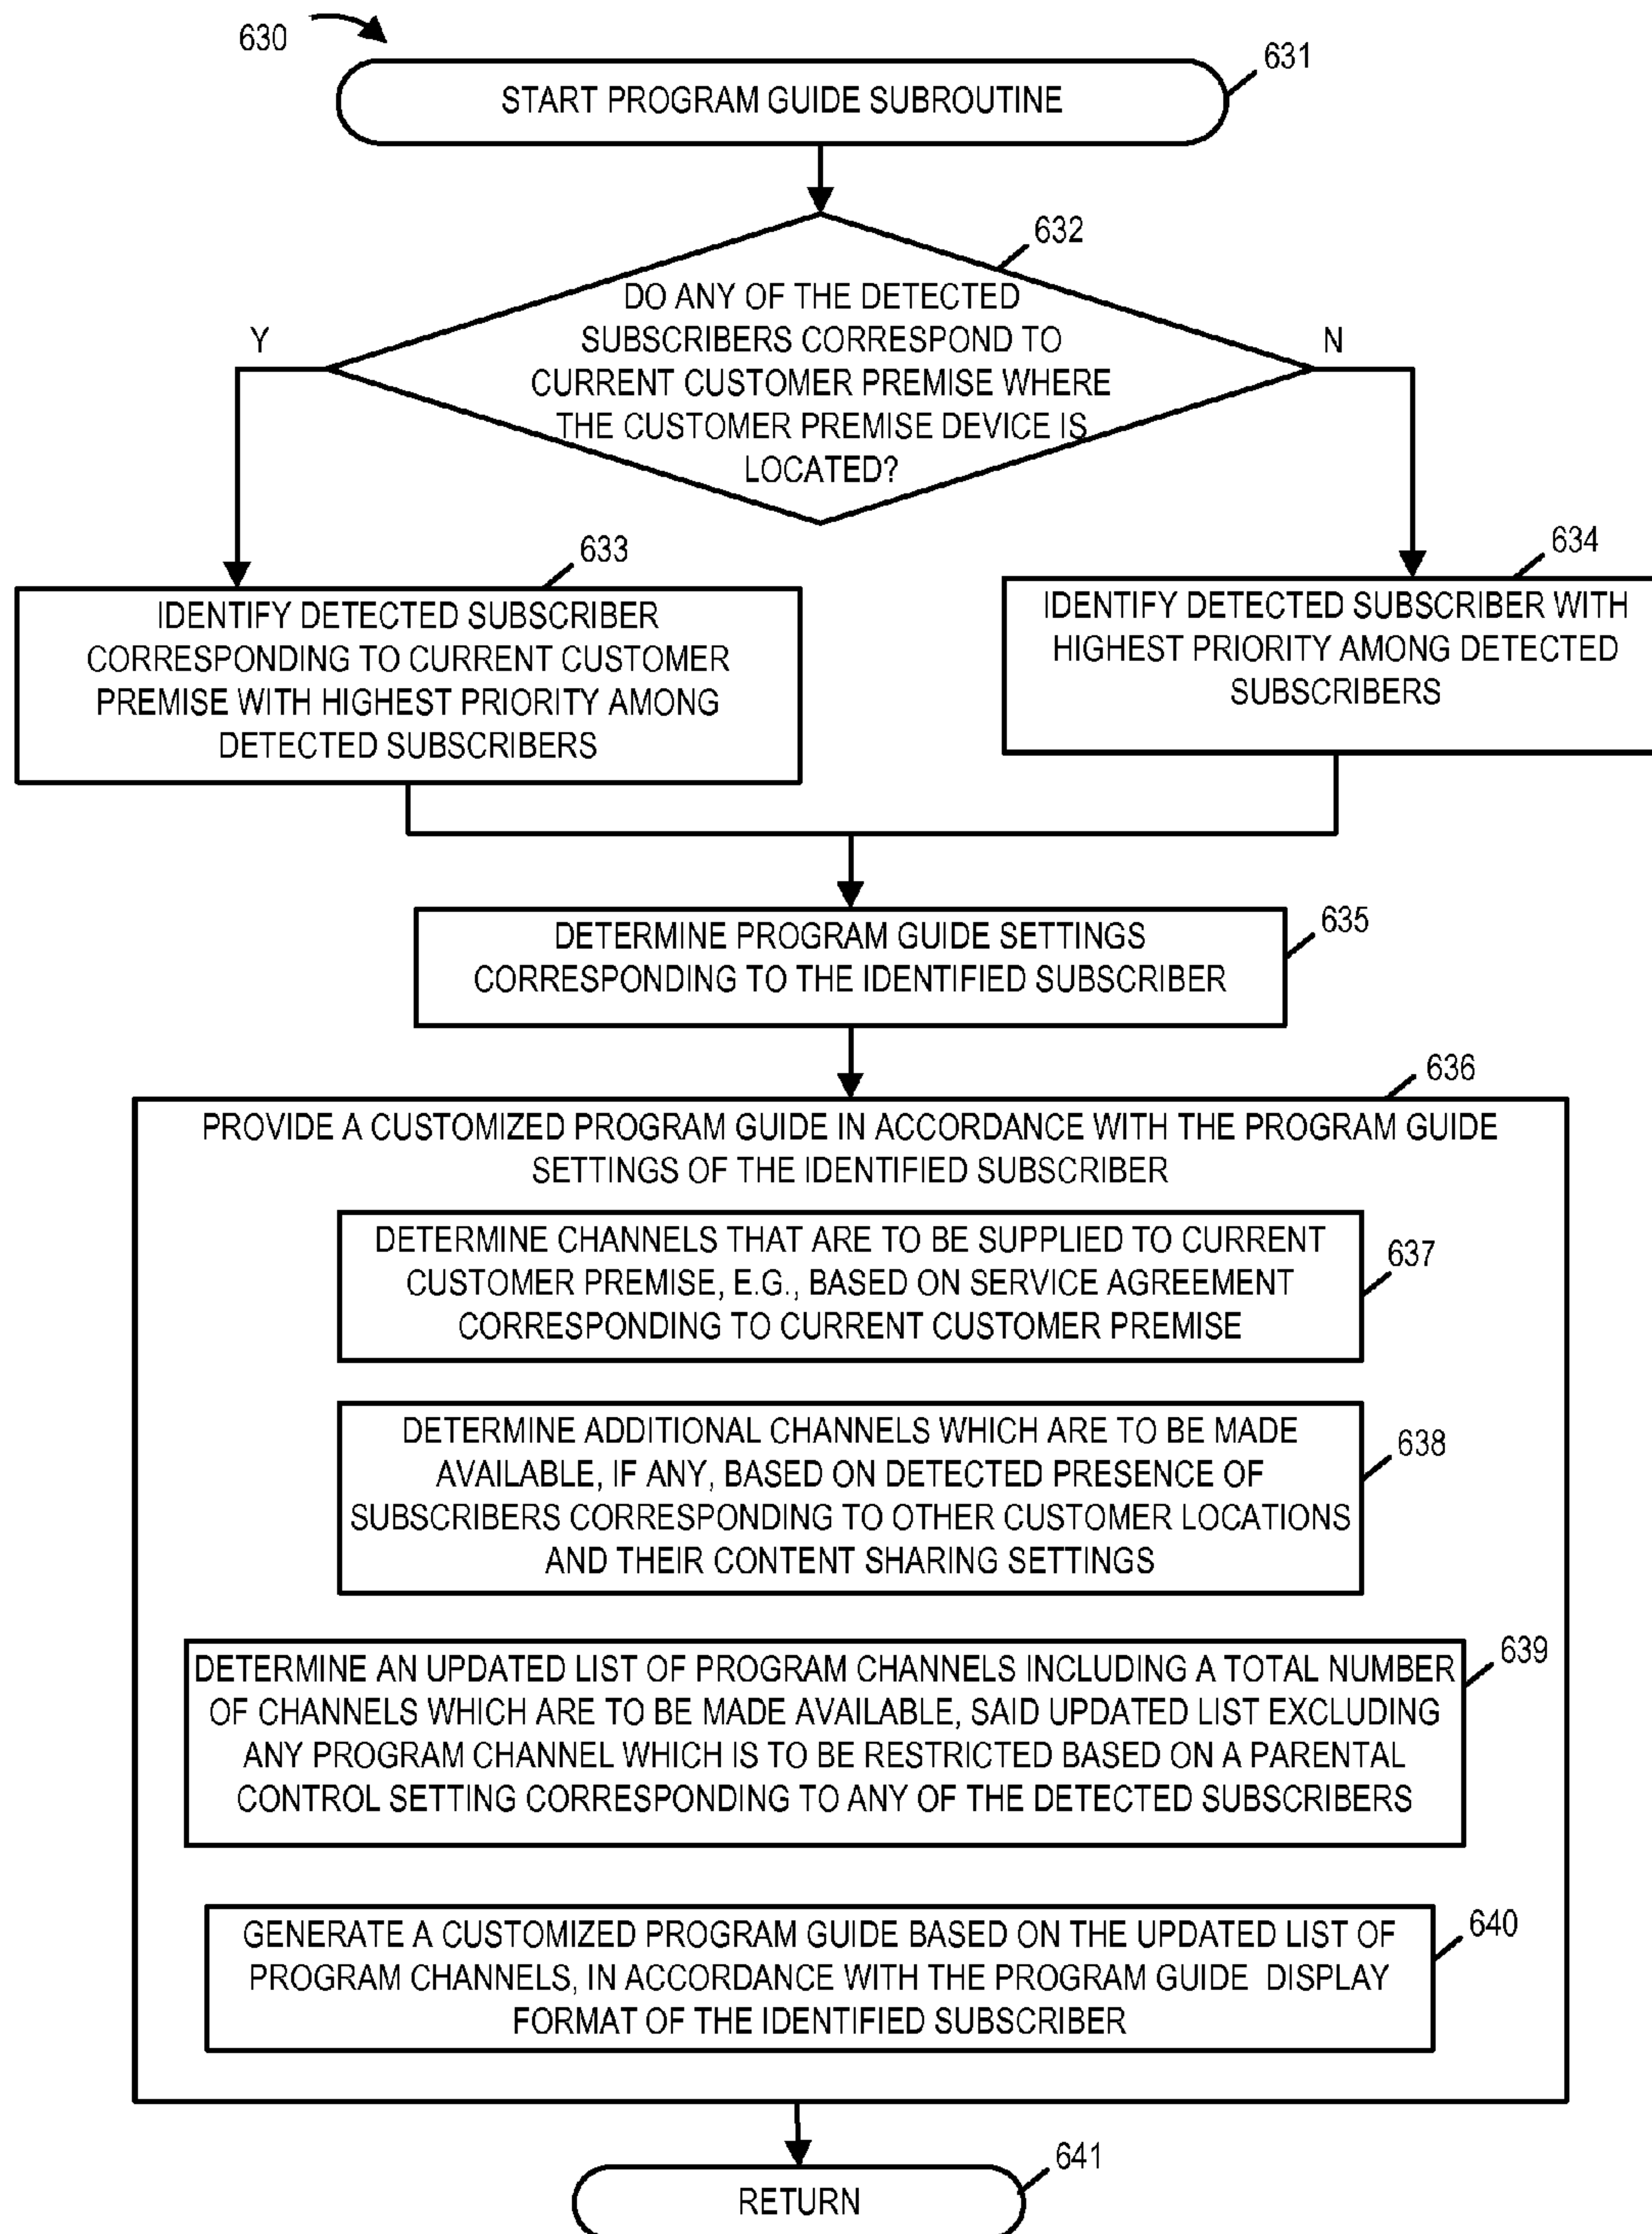 630
631
START PROGRAM GUIDE SUBROUTINE
632
DO ANY OF THE DETECTED
SUBSCRIBERS CORRESPOND TO
CURRENT CUSTOMER PREMISE WHERE
THE CUSTOMER PREMISE DEVICE IS
LOCATED?
Y
N
633
IDENTIFY DETECTED SUBSCRIBER
CORRESPONDING TO CURRENT CUSTOMER
PREMISE WITH HIGHEST PRIORITY AMONG
DETECTED SUBSCRIBERS
634
IDENTIFY DETECTED SUBSCRIBER WITH
HIGHEST PRIORITY AMONG DETECTED
SUBSCRIBERS
635
DETERMINE PROGRAM GUIDE SETTINGS
CORRESPONDING TO THE IDENTIFIED SUBSCRIBER
636
PROVIDE A CUSTOMIZED PROGRAM GUIDE IN ACCORDANCE WITH THE PROGRAM GUIDE
SETTINGS OF THE IDENTIFIED SUBSCRIBER
DETERMINE CHANNELS THAT ARE TO BE SUPPLIED TO CURRENT
CUSTOMER PREMISE, E.G., BASED ON SERVICE AGREEMENT
CORRESPONDING TO CURRENT CUSTOMER PREMISE
637
DETERMINE ADDITIONAL CHANNELS WHICH ARE TO BE MADE
AVAILABLE, IF ANY, BASED ON DETECTED PRESENCE OF
SUBSCRIBERS CORRESPONDING TO OTHER CUSTOMER LOCATIONS
AND THEIR CONTENT SHARING SETTINGS
638
DETERMINE AN UPDATED LIST OF PROGRAM CHANNELS INCLUDING A TOTAL NUMBER
OF CHANNELS WHICH ARE TO BE MADE AVAILABLE, SAID UPDATED LIST EXCLUDING
ANY PROGRAM CHANNEL WHICH IS TO BE RESTRICTED BASED ON A PARENTAL
CONTROL SETTING CORRESPONDING TO ANY OF THE DETECTED SUBSCRIBERS
639
GENERATE A CUSTOMIZED PROGRAM GUIDE BASED ON THE UPDATED LIST OF
PROGRAM CHANNELS, IN ACCORDANCE WITH THE PROGRAM GUIDE DISPLAY
FORMAT OF THE IDENTIFIED SUBSCRIBER
640
641
RETURN